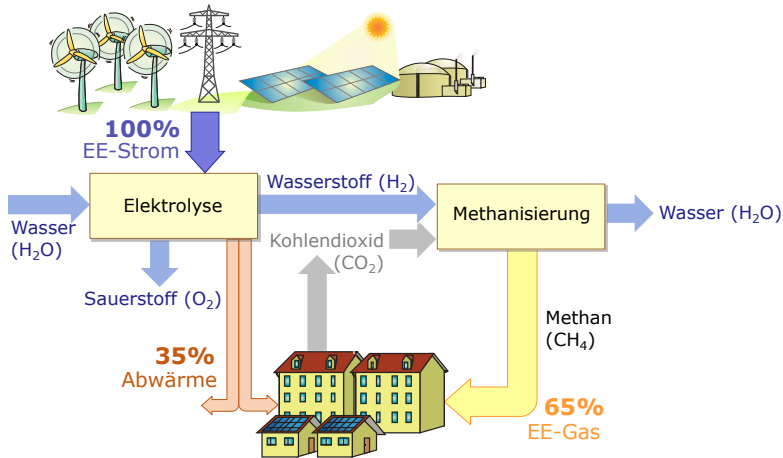 100%
EE-Strom
Wasserstoff (H₂)
Elektrolyse
Methanisierung
Wasser (H₂O)
Wasser
(H₂O)
Kohlendioxid
(CO₂)
Sauerstoff (O₂)
Methan
(CH₄)
35%
Abwärme
65%
EE-Gas